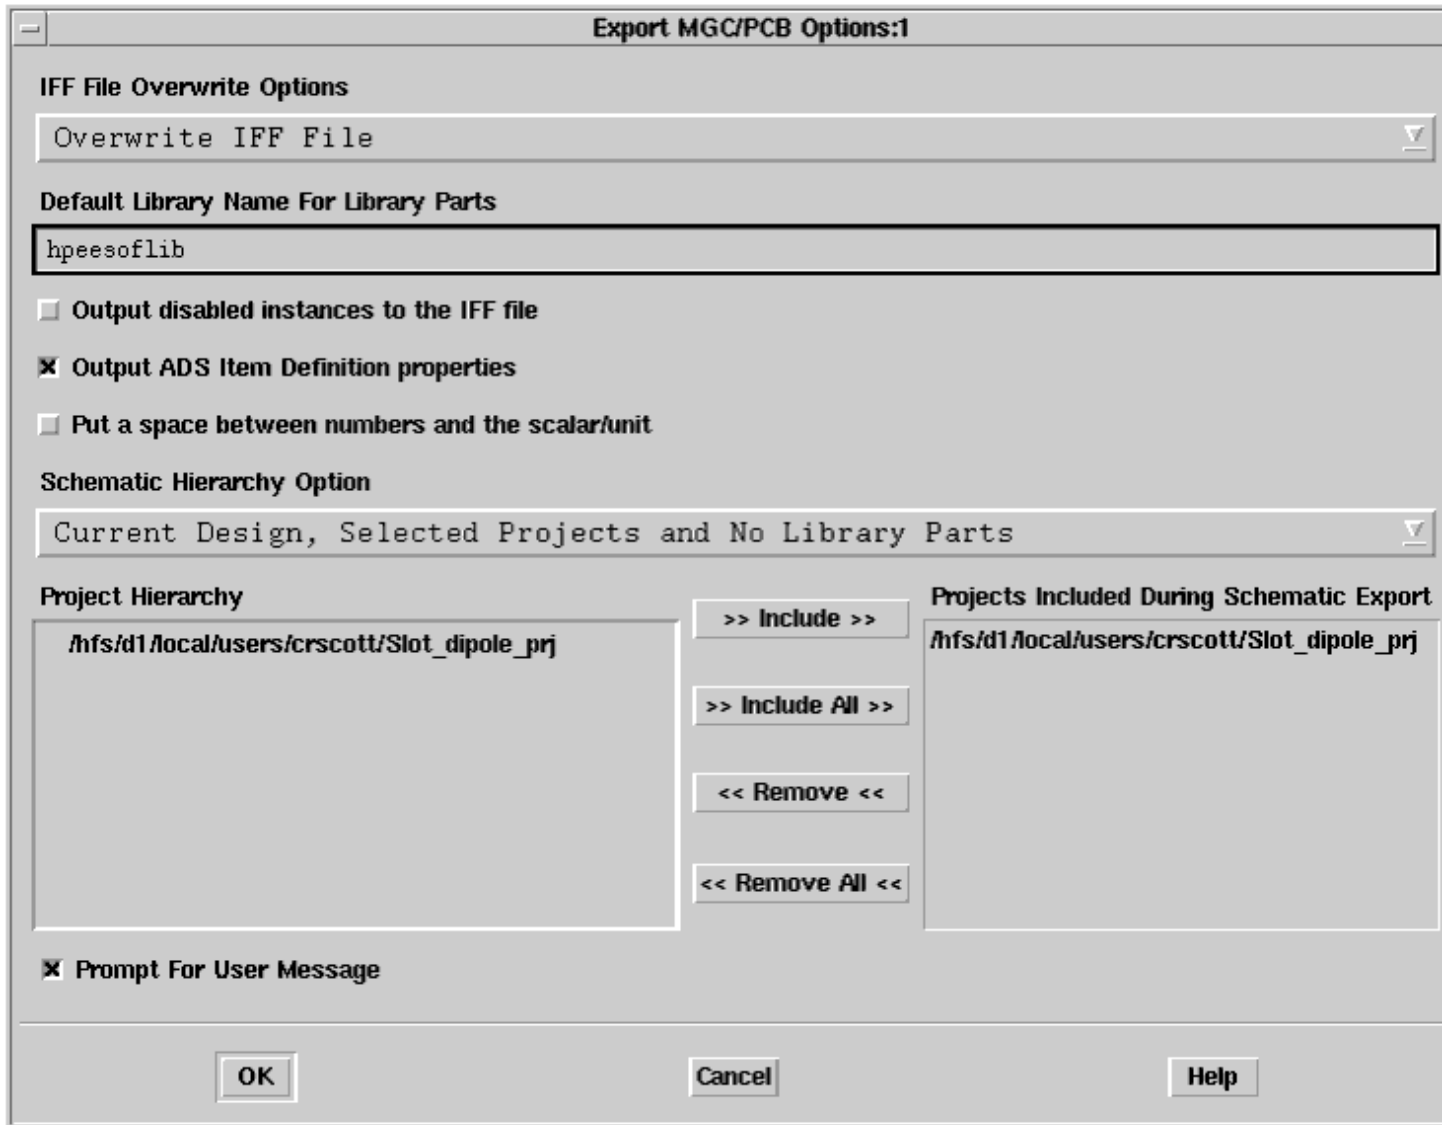 Export MGC/PCB Options:1
IFF File Overwrite Options
Overwrite IFF File
Default Library Name For Library Parts
hpeesoflib
Output disabled instances to the IFF file
Output ADS Item Definition properties
Put a space between numbers and the scalar/unit
Schematic Hierarchy Option
Current Design, Selected Projects and No Library Parts
Project Hierarchy
/hfs/d1/local/users/crscott/Slot_dipole_prj
>> Include >>
>> Include All >>
<< Remove <<
<< Remove All <<
Projects Included During Schematic Export
/hfs/d1/local/users/crscott/Slot_dipole_prj
Prompt For User Message
OK
Cancel
Help